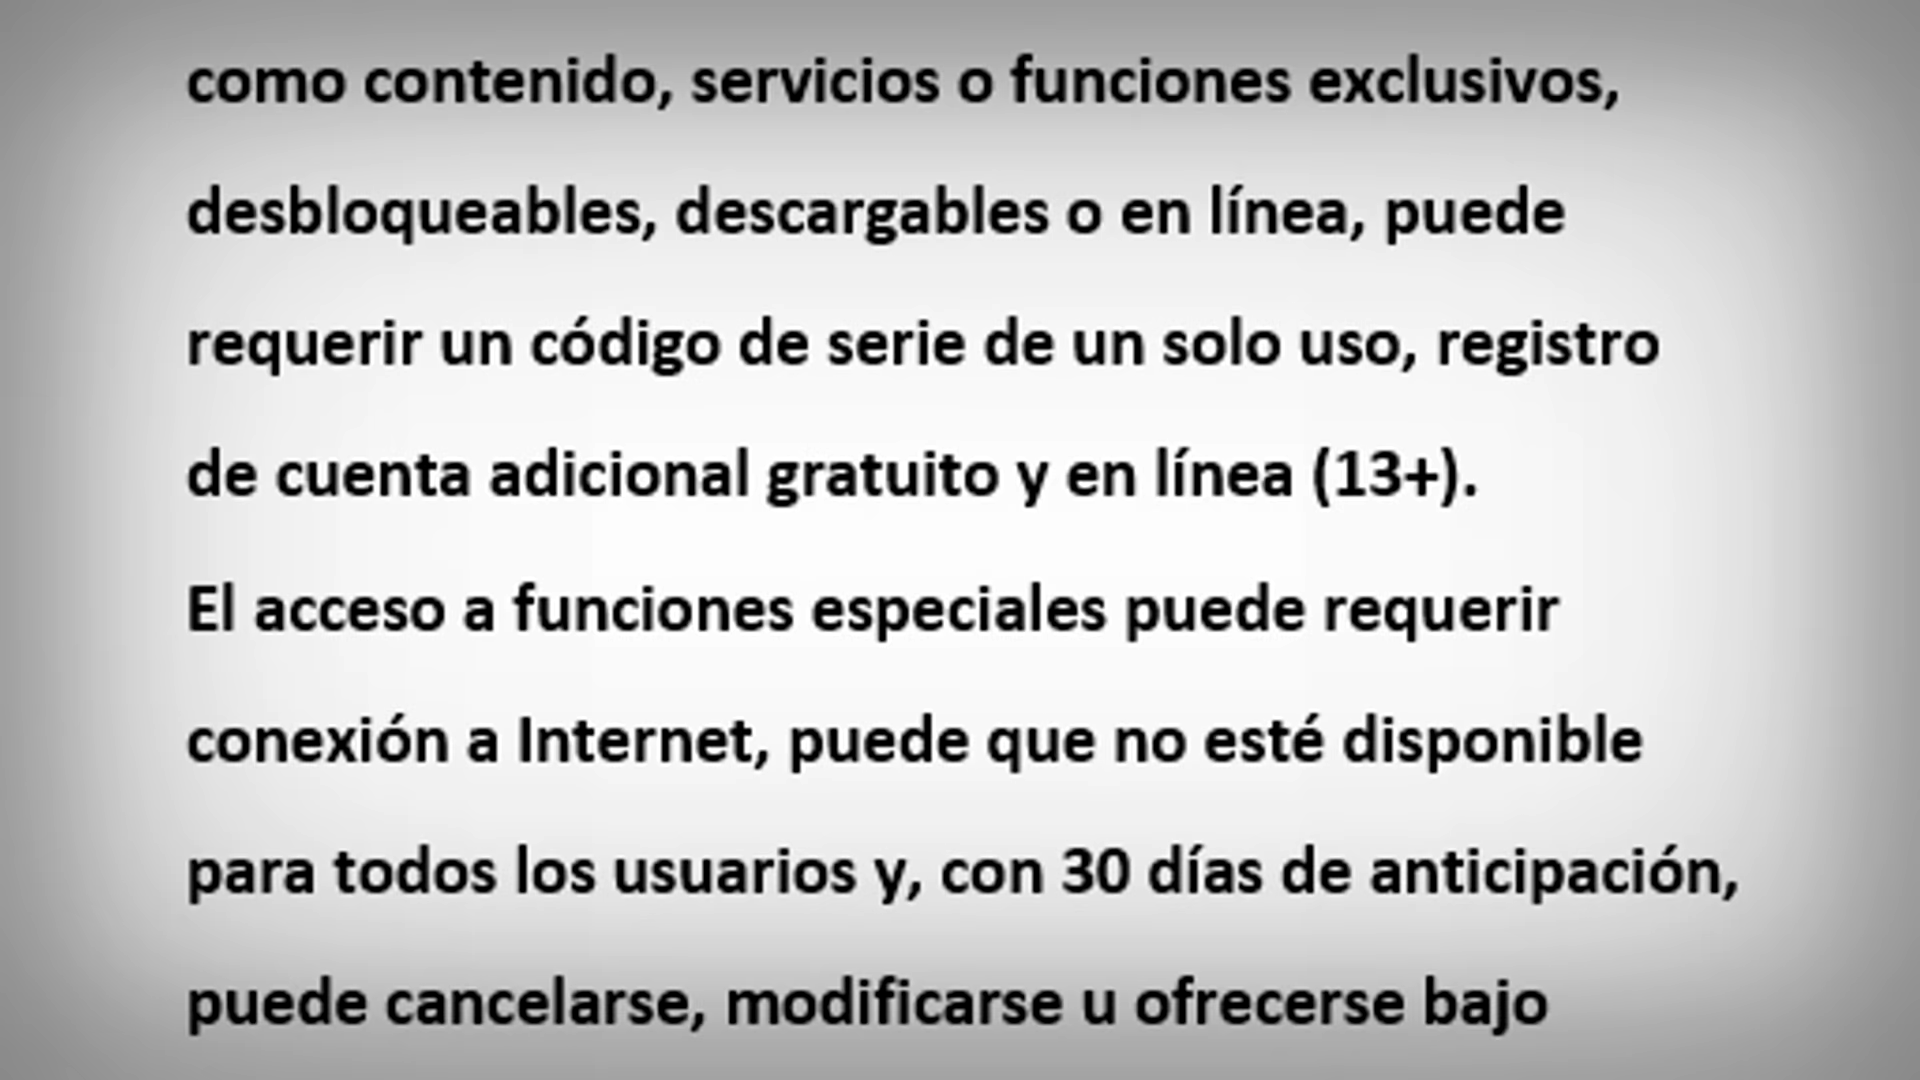 como contenido, servicios o funciones exclusivos,
desbloqueables, descargables o en línea, puede
requerir un código de serie de un solo uso, registro
de cuenta adicional gratuito y en línea (13+).
El acceso a funciones especiales puede requerir
conexión a Internet, puede que no esté disponible
para todos los usuarios y, con 30 días de anticipación,
puede cancelarse, modificarse u ofrecerse bajo